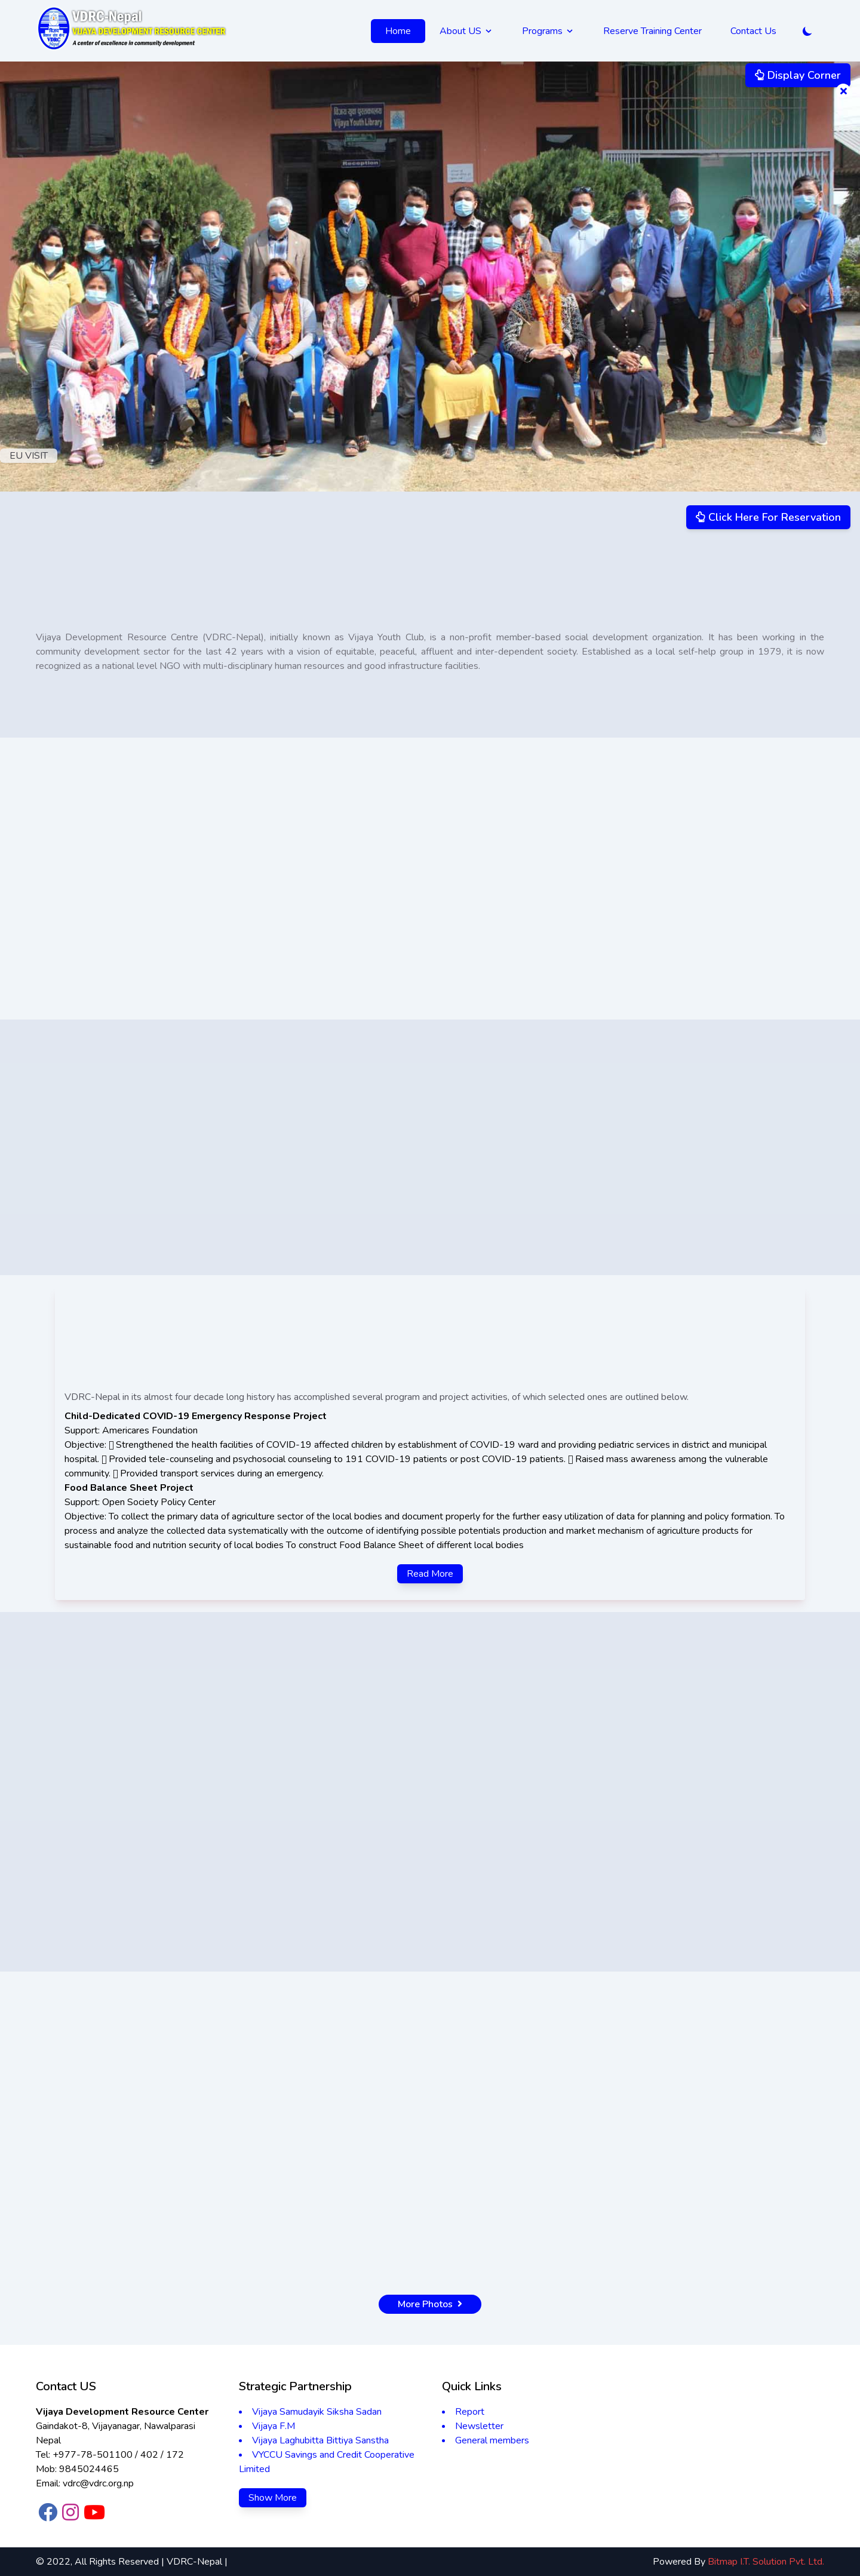 VDRC-Nepal
VIJAYA DEVELOPMENT RESOURCE CENTER
A center of excellence in community development
Home
About US
Programs
Reserve Training Center
Contact Us
Display Corner
Vijaya Youth Library
Reception
EU VISIT
Click Here For Reservation
Vijaya Development Resource Centre (VDRC-Nepal), initially known as Vijaya Youth Club, is a non-profit member-based social development organization. It has been working in the
community development sector for the last 42 years with a vision of equitable, peaceful, affluent and inter-dependent society. Established as a local self-help group in 1979, it is now
recognized as a national level NGO with multi-disciplinary human resources and good infrastructure facilities.
VDRC-Nepal in its almost four decade long history has accomplished several program and project activities, of which selected ones are outlined below.
Child-Dedicated COVID-19 Emergency Response Project
Support: Americares Foundation
Objective:  Strengthened the health facilities of COVID-19 affected children by establishment of COVID-19 ward and providing pediatric services in district and municipal
hospital.  Provided tele-counseling and psychosocial counseling to 191 COVID-19 patients or post COVID-19 patients.  Raised mass awareness among the vulnerable
community.  Provided transport services during an emergency.
Food Balance Sheet Project
Support: Open Society Policy Center
Objective: To collect the primary data of agriculture sector of the local bodies and document properly for the further easy utilization of data for planning and policy formation. To
process and analyze the collected data systematically with the outcome of identifying possible potentials production and market mechanism of agriculture products for
sustainable food and nutrition security of local bodies To construct Food Balance Sheet of different local bodies
Read More
More Photos
Contact US
Vijaya Development Resource Center
Gaindakot-8, Vijayanagar, Nawalparasi
Nepal
Tel: +977-78-501100 / 402 / 172
Mob: 9845024465
Email: vdrc@vdrc.org.np
Strategic Partnership
• Vijaya Samudayik Siksha Sadan
• Vijaya F.M
• Vijaya Laghubitta Bittiya Sanstha
• VYCCU Savings and Credit Cooperative
Limited
Show More
Quick Links
• Report
• Newsletter
• General members
© 2022, All Rights Reserved | VDRC-Nepal |
Powered By Bitmap I.T. Solution Pvt. Ltd.